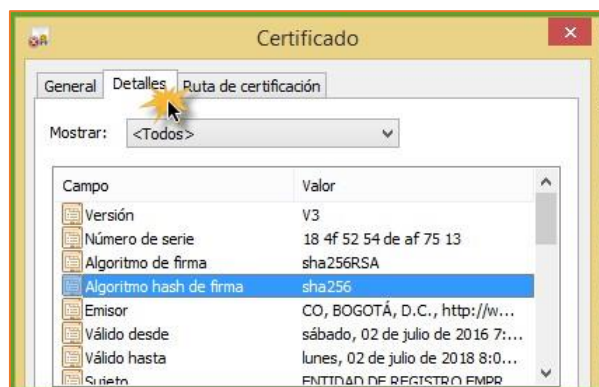 Certificado
General Detalles Ruta de certificación
Mostrar: <Todos>
Campo Valor
Versión V3
Número de serie 18 4f 52 54 de af 75 13
Algoritmo de firma sha256RSA
Algoritmo hash de firma sha256
Emisor CO, BOGOTÁ, D.C., http://w...
Válido desde sábado, 02 de julio de 2016 7:...
Válido hasta lunes, 02 de julio de 2018 8:0...
Sujeto ENTIDAD DE REGISTRO EMPR